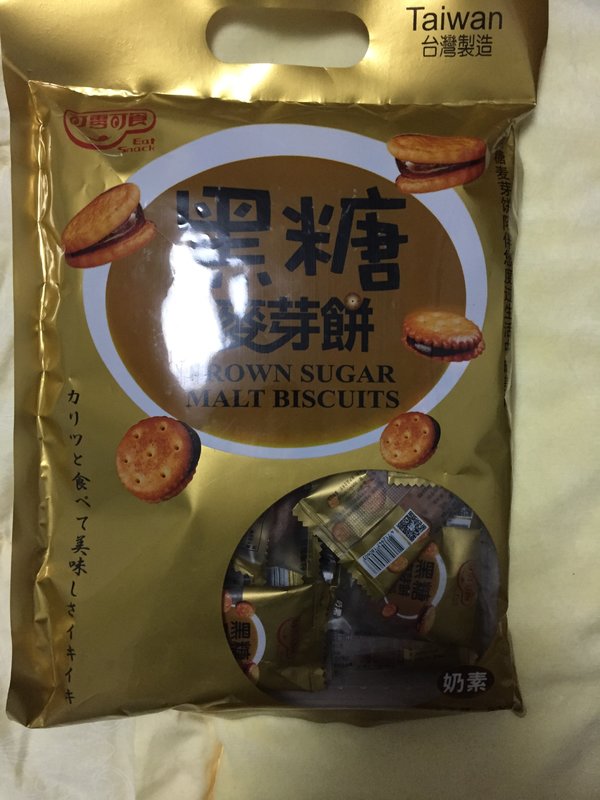 Taiwan
台灣製造
可零可食
Eat
Snack
黑糖
麥芽餅
BROWN SUGAR
MALT BISCUITS
カリッと食べて美味しさイキイキ
奶素